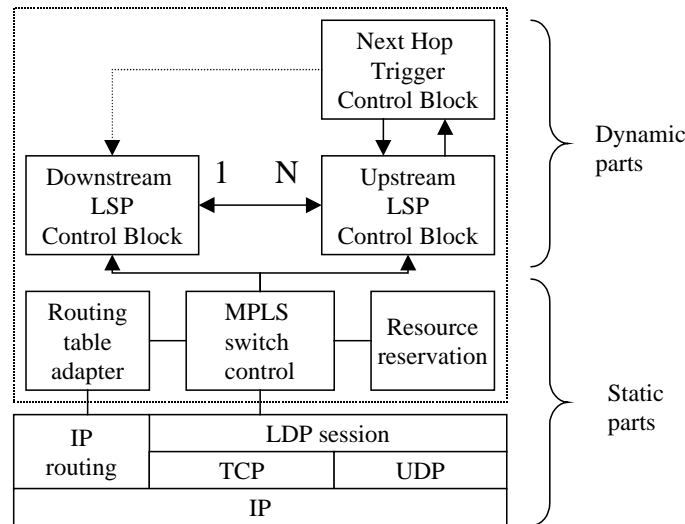 Next Hop
Trigger
Control Block
Dynamic
parts
Downstream
LSP
Control Block
1
N
Upstream
LSP
Control Block
Routing
table
adapter
MPLS
switch
control
Resource
reservation
Static
parts
IP
routing
LDP session
TCP
UDP
IP